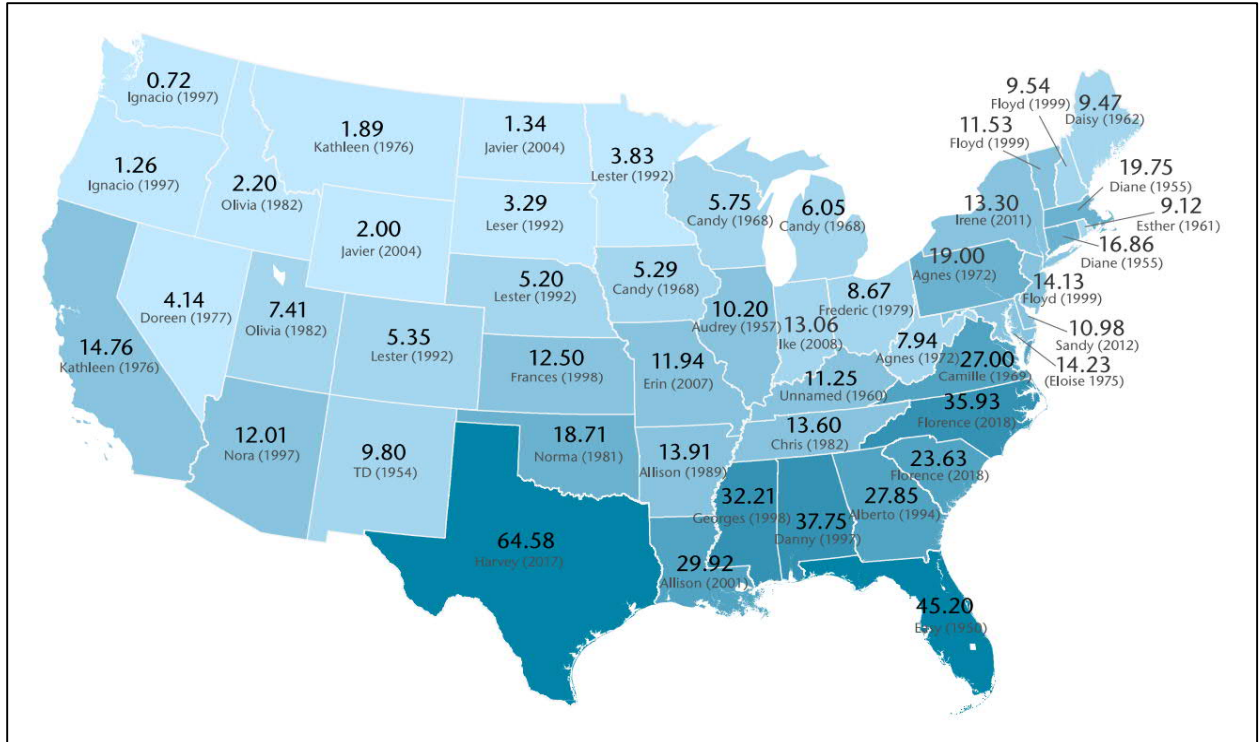 0.72
Ignacio (1997)
1.26
Ignacio (1997)
2.20
Olivia (1982)
1.89
Kathleen (1976)
1.34
Javier (2004)
3.83
Lester (1992)
3.29
Leser (1992)
2.00
Javier (2004)
5.75
Candy (1968)
6.05
Candy (1968)
9.54
Floyd (1999)
11.53
Floyd (1999)
9.47
Daisy (1962)
19.75
Diane (1955)
9.12
Esther (1961)
16.86
Diane (1955)
13.30
Irene (2011)
19.00
Agnes (1972)
14.13
Floyd (1999)
10.98
Sandy (2012)
14.23
(Eloise 1975)
4.14
Doreen (1977)
7.41
Olivia (1982)
5.20
Lester (1992)
5.29
Candy (1968)
5.35
Lester (1992)
10.20
Audrey (1957)
13.06
Ike (2008)
8.67
Frederic (1979)
7.94
Agnes (1972)
27.00
Camille (1969)
14.76
Kathleen (1976)
12.50
Frances (1998)
11.94
Erin (2007)
11.25
Unnamed (1960)
35.93
Florence (2018)
12.01
Nora (1997)
9.80
TD (1954)
18.71
Norma (1981)
13.91
Allison (1989)
13.60
Chris (1982)
23.63
Florence (2018)
32.21
Georges (1998)
37.75
Danny (1997)
27.85
Alberto (1994)
64.58
Harvey (2017)
29.92
Allison (2001)
45.20
Easy (1950)